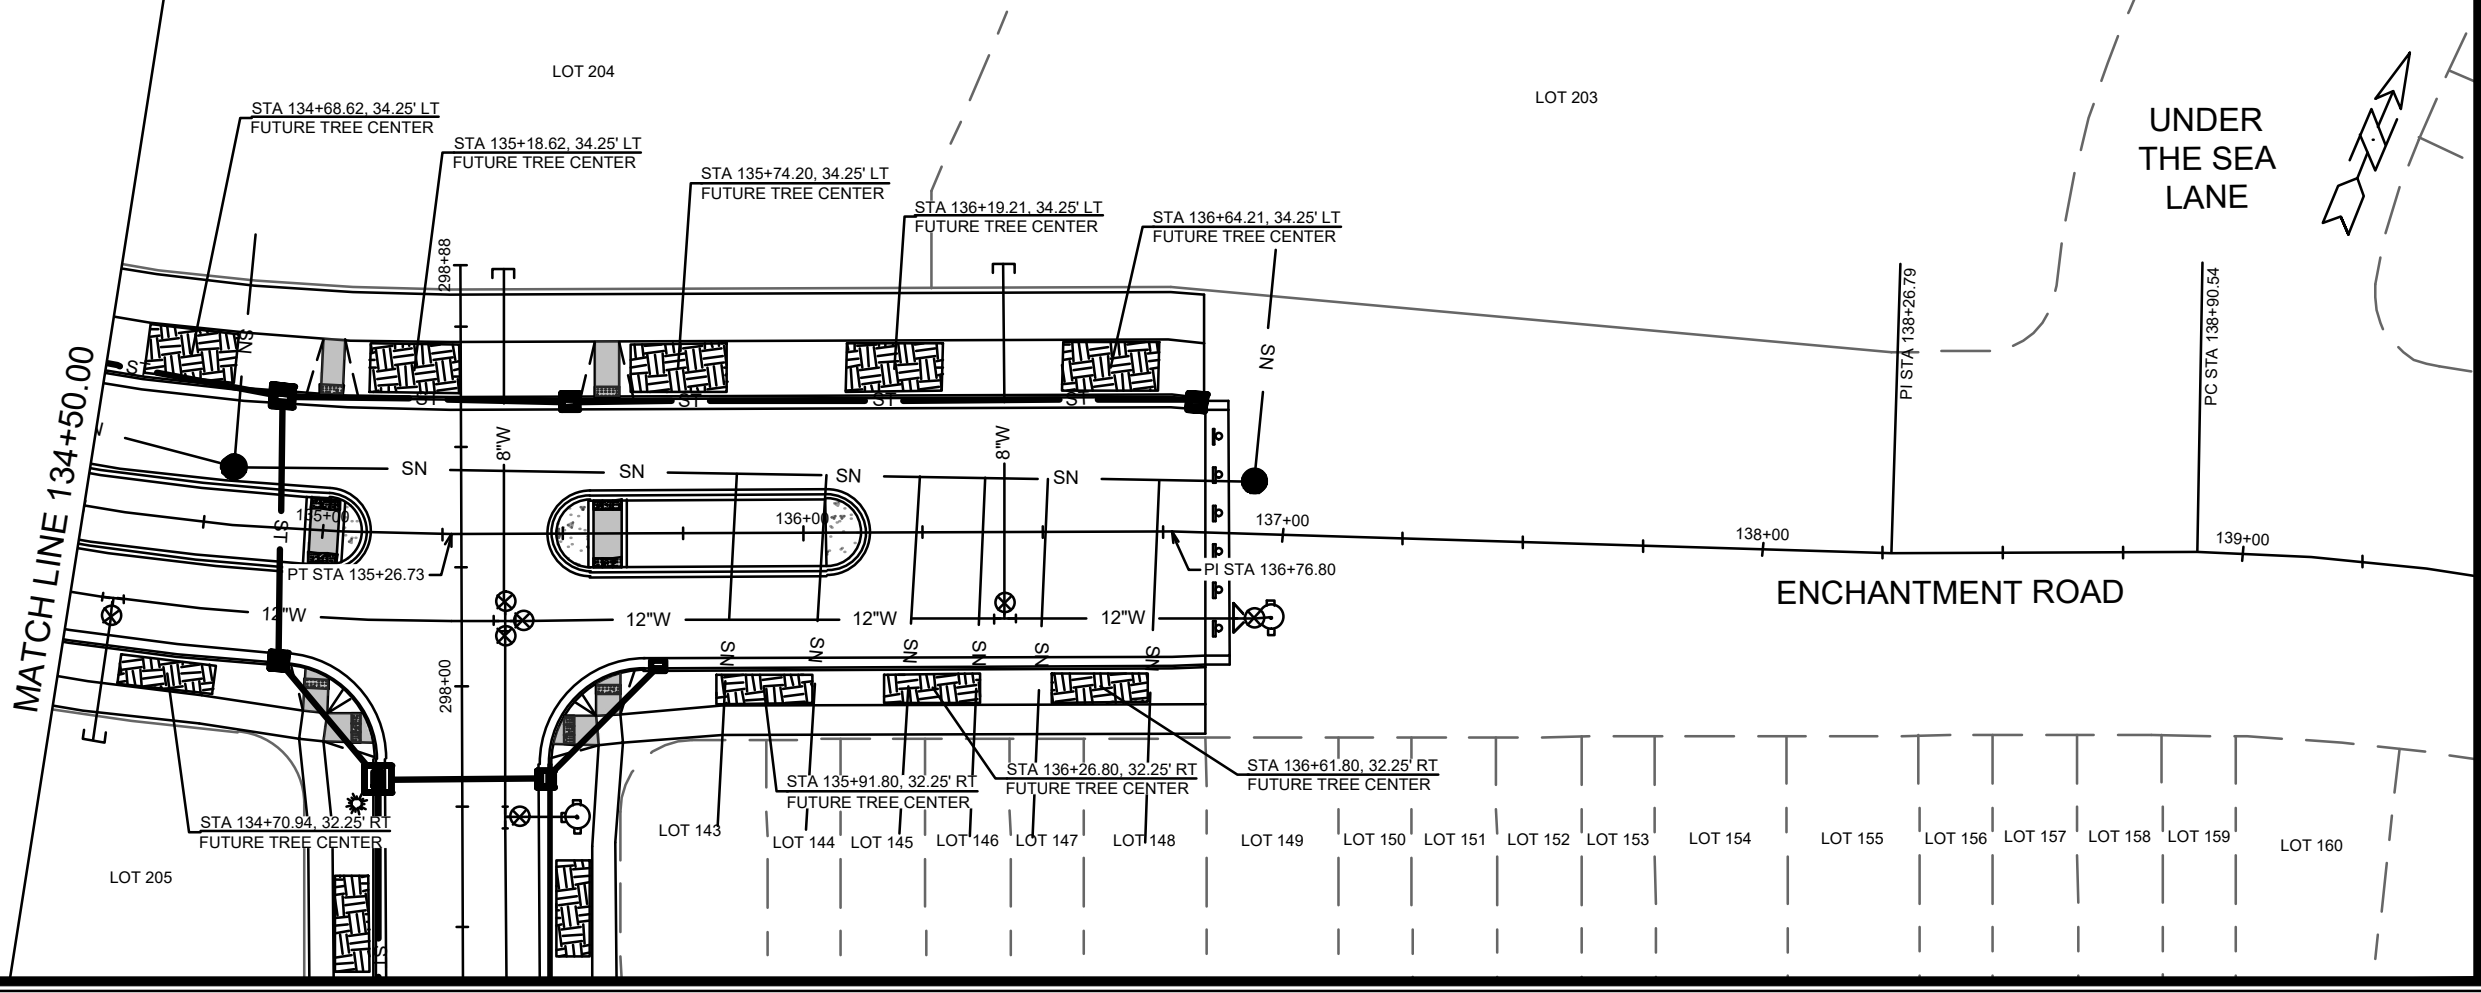 LOT 204
LOT 203
UNDER
THE SEA
LANE
STA 134+68.62, 34.25' LT
FUTURE TREE CENTER
STA 135+18.62, 34.25' LT
FUTURE TREE CENTER
STA 135+74.20, 34.25' LT
FUTURE TREE CENTER
STA 136+19.21, 34.25' LT
FUTURE TREE CENTER
STA 136+64.21, 34.25' LT
FUTURE TREE CENTER
298+88
PI STA 138+26.79
PC STA 138+90.54
MATCH LINE 134+50.00
SN
SN
ST
ST
ST
ST
ST
8"W
8"W
SN
SN
SN
SN
135+00
136+00
137+00
138+00
139+00
ST
PT STA 135+26.73
PI STA 136+76.80
ENCHANTMENT ROAD
12"W
12"W
12"W
12"W
SN
SN
SN
SN
SN
SN
298+00
STA 135+91.80, 32.25' RT
FUTURE TREE CENTER
STA 136+26.80, 32.25' RT
FUTURE TREE CENTER
STA 136+61.80, 32.25' RT
FUTURE TREE CENTER
STA 134+70.94, 32.25' RT
FUTURE TREE CENTER
LOT 143
LOT 144
LOT 145
LOT 146
LOT 147
LOT 148
LOT 149
LOT 150
LOT 151
LOT 152
LOT 153
LOT 154
LOT 155
LOT 156
LOT 157
LOT 158
LOT 159
LOT 160
LOT 205
ST